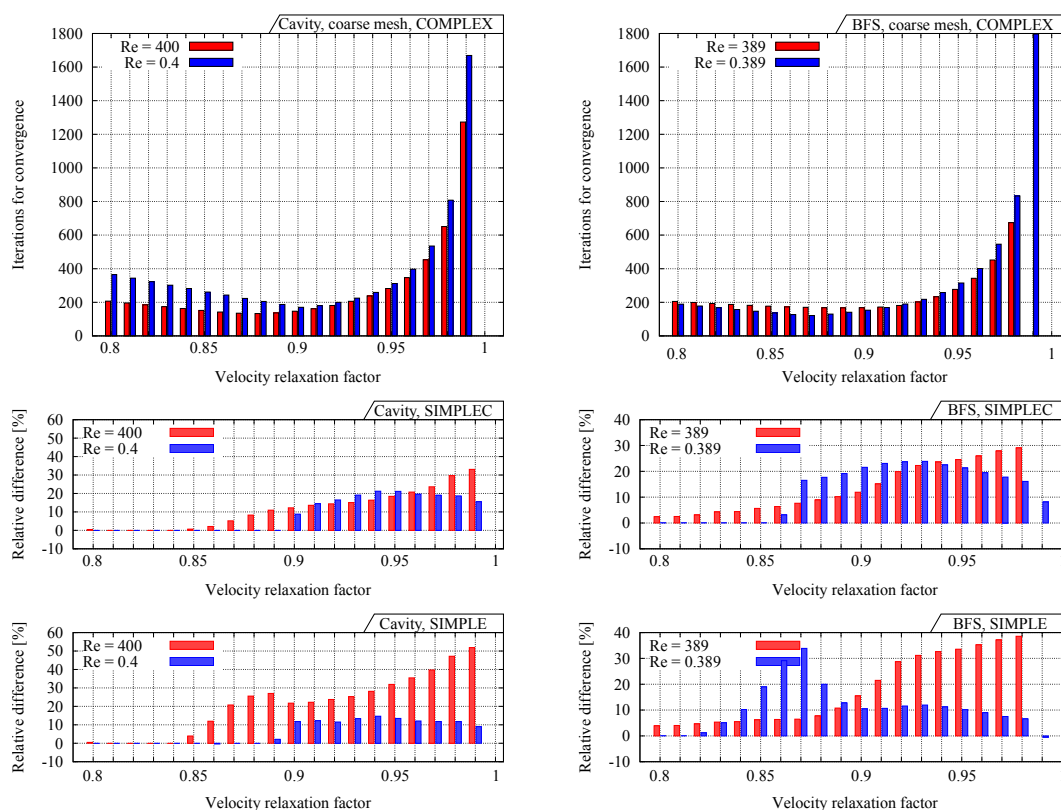 Cavity, coarse mesh, COMPLEX
1800
1600
1400
1200
1000
800
600
400
200
0
Iterations for convergence
Re = 400
Re = 0.4
0.8
0.85
0.9
0.95
1
Velocity relaxation factor
BFS, coarse mesh, COMPLEX
1800
1600
1400
1200
1000
800
600
400
200
0
Iterations for convergence
Re = 389
Re = 0.389
0.8
0.85
0.9
0.95
1
Velocity relaxation factor
Cavity, SIMPLEC
60
50
40
30
20
10
0
-10
Relative difference [%]
Re = 400
Re = 0.4
0.8
0.85
0.9
0.95
1
Velocity relaxation factor
BFS, SIMPLEC
40
30
20
10
0
-10
Relative difference [%]
Re = 389
Re = 0.389
0.8
0.85
0.9
0.95
Velocity relaxation factor
Cavity, SIMPLE
60
50
40
30
20
10
0
-10
Relative difference [%]
Re = 400
Re = 0.4
0.8
0.85
0.9
0.95
1
Velocity relaxation factor
BFS, SIMPLE
40
30
20
10
0
-10
Relative difference [%]
Re = 389
Re = 0.389
0.8
0.85
0.9
0.95
Velocity relaxation factor